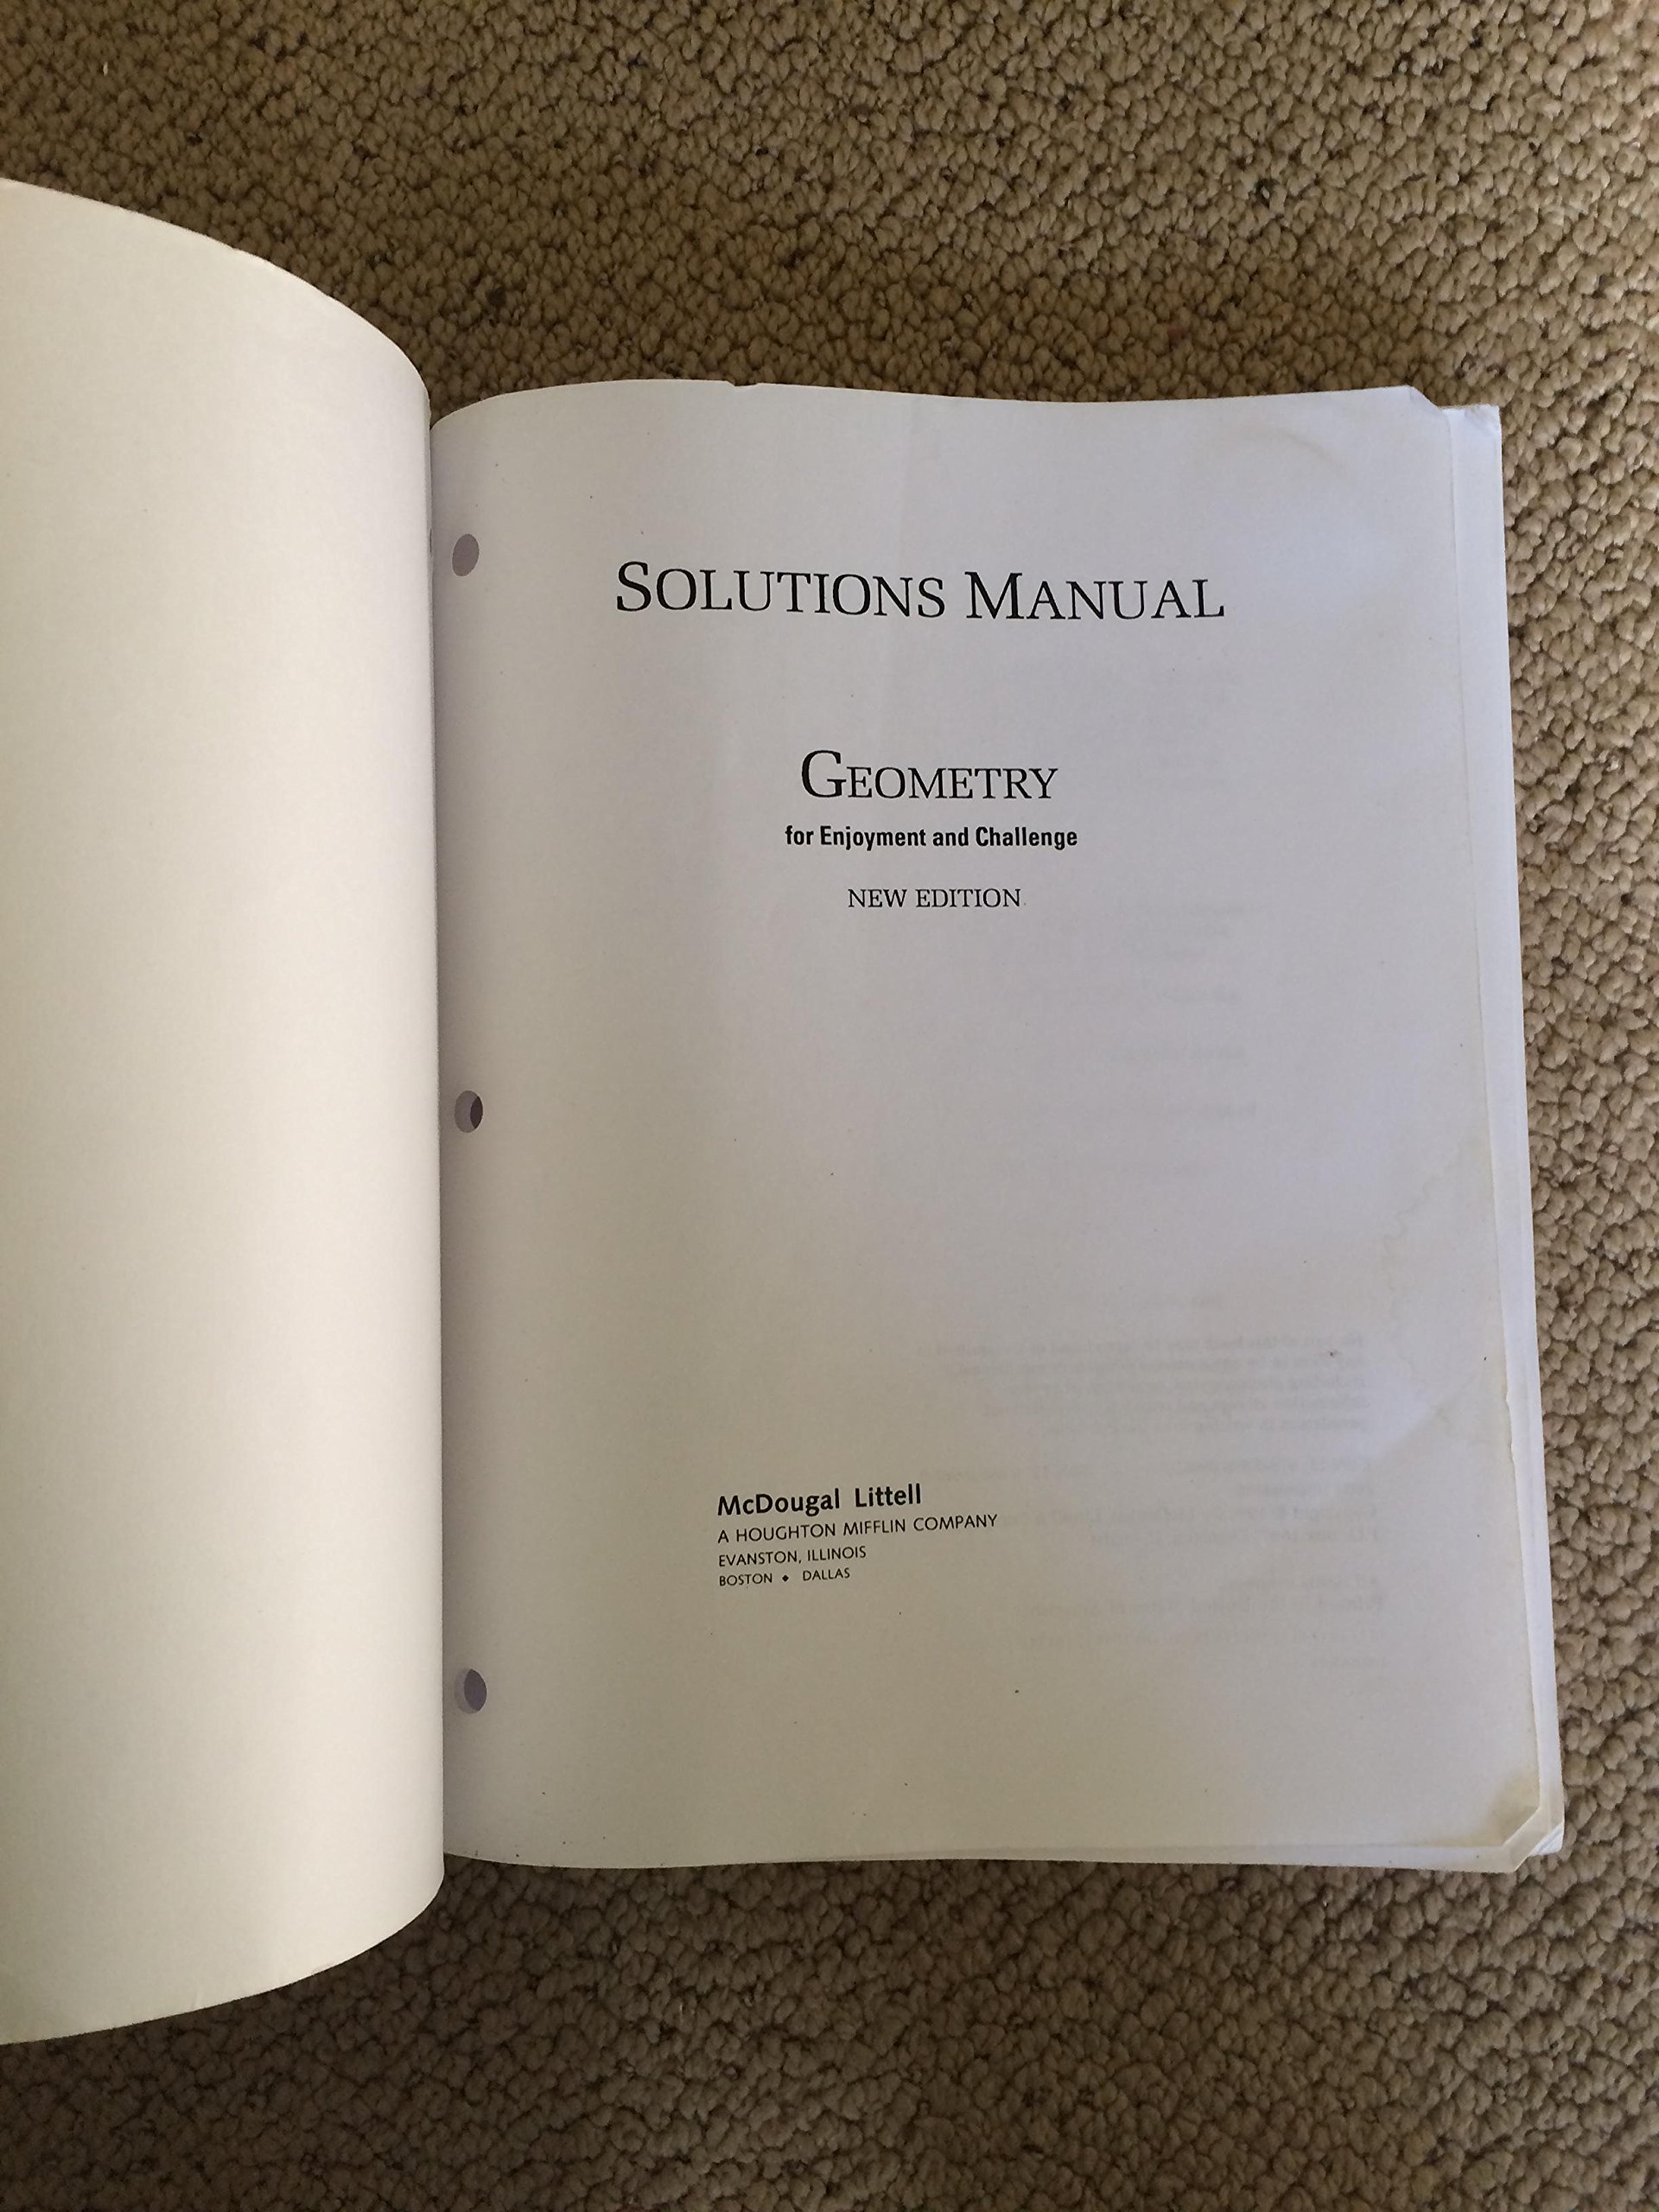 SOLUTIONS MANUAL
GEOMETRY
for Enjoyment and Challenge
NEW EDITION
McDougal Littell
A HOUGHTON MIFFLIN COMPANY
EVANSTON, ILLINOIS
BOSTON ◆ DALLAS